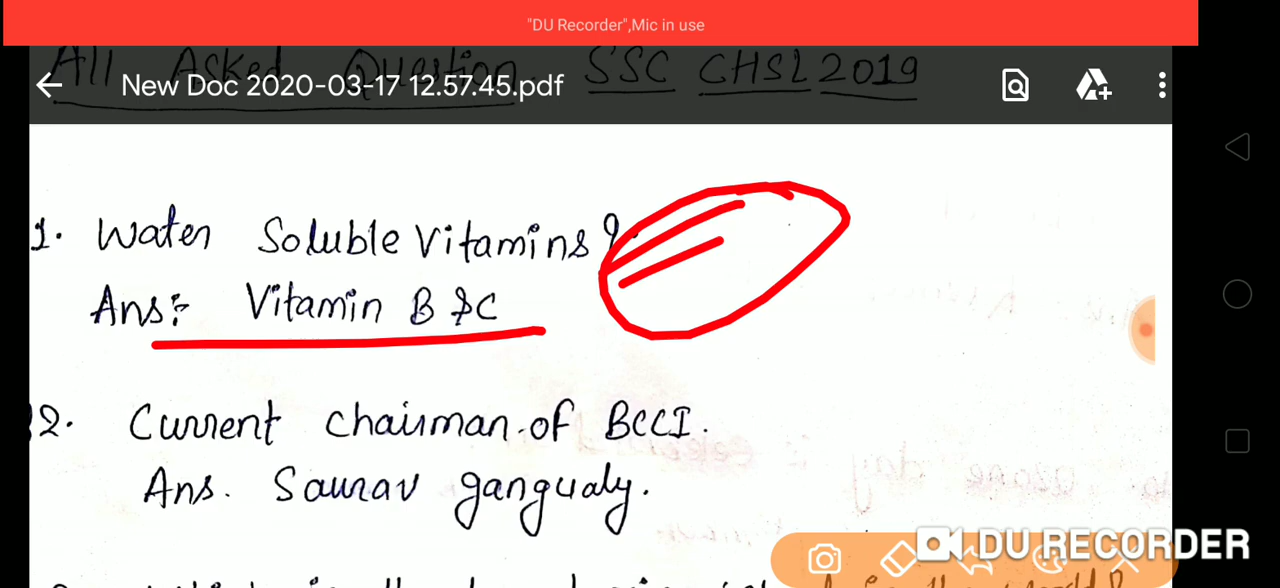 "DU Recorder",Mic in use
All Asked Question SSC CHSL 2019
New Doc 2020-03-17 12.57.45.pdf
1. Water Soluble Vitamins?
Ans:- Vitamin B & C
2. Current Chairman of BCCI.
Ans. Saurav gangualy.
DU RECORDER